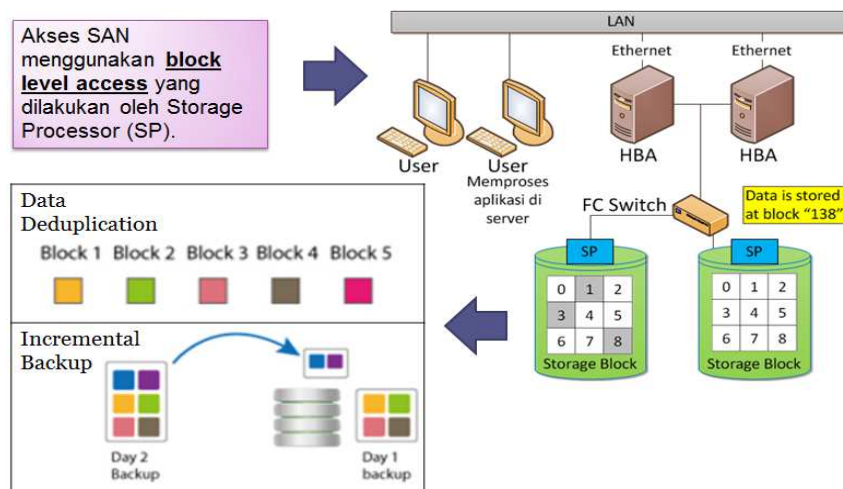 Akses SAN
menggunakan block
level access yang
dilakukan oleh Storage
Processor (SP).
LAN
Ethernet
Ethernet
User
User
Memproses
aplikasi di
server
HBA
HBA
FC Switch
Data is stored
at block "138"
SP
SP
0 1 2
3 4 5
6 7 8
Storage Block
0 1 2
3 4 5
6 7 8
Storage Block
Data
Deduplication
Block 1 Block 2 Block 3 Block 4 Block 5
Incremental
Backup
Day 2
Backup
Day 1
backup